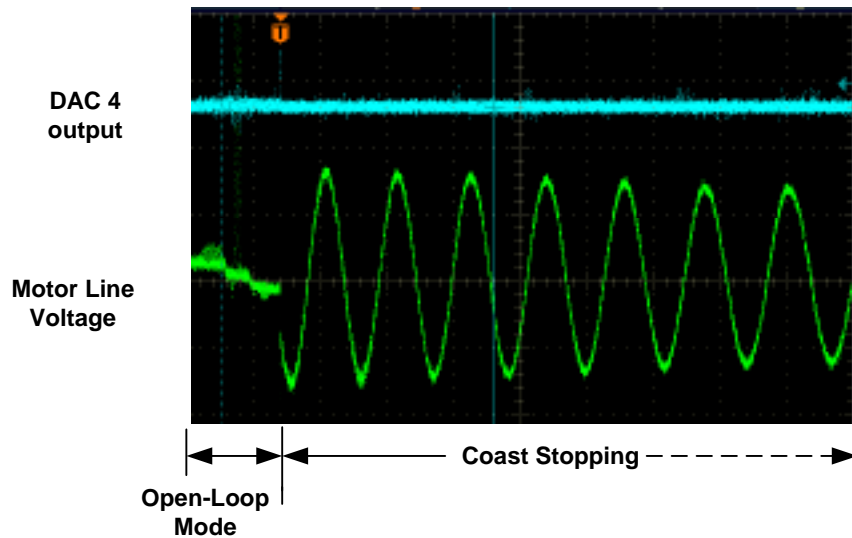 T
DAC 4
output
Motor Line
Voltage
Coast Stopping
Open-Loop
Mode